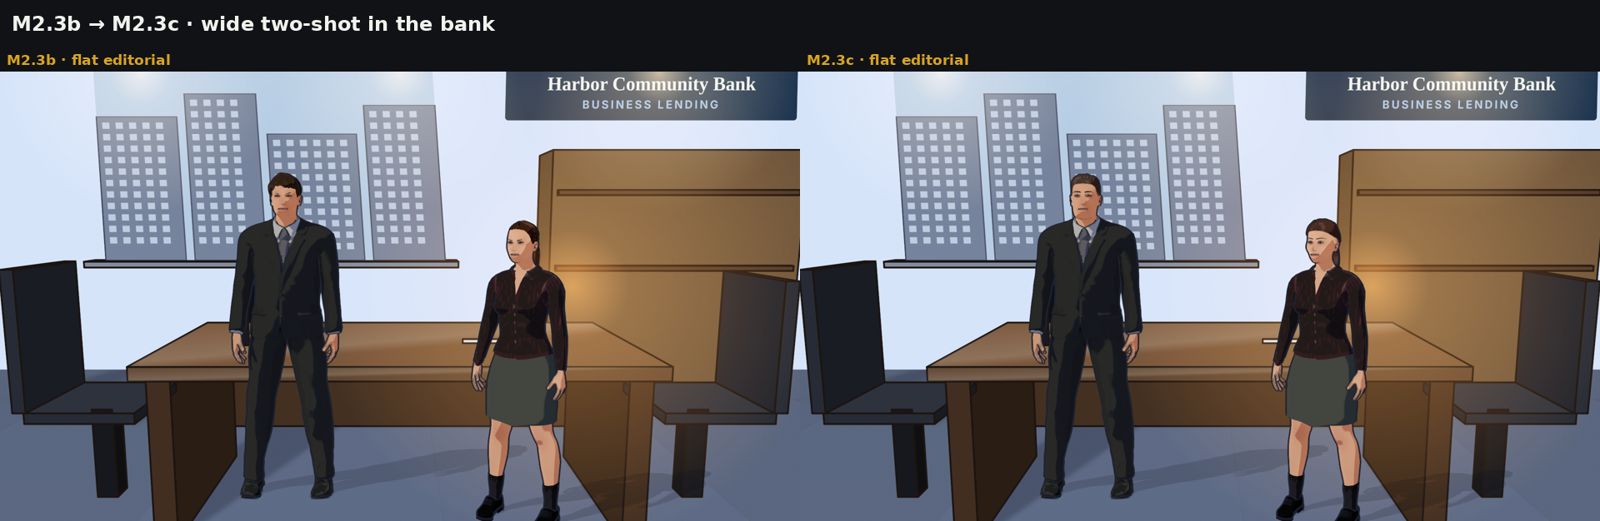 M2.3b → M2.3c · wide two-shot in the bank
M2.3b · flat editorial
M2.3c · flat editorial
Harbor Community Bank
BUSINESS LENDING
Harbor Community Bank
BUSINESS LENDING